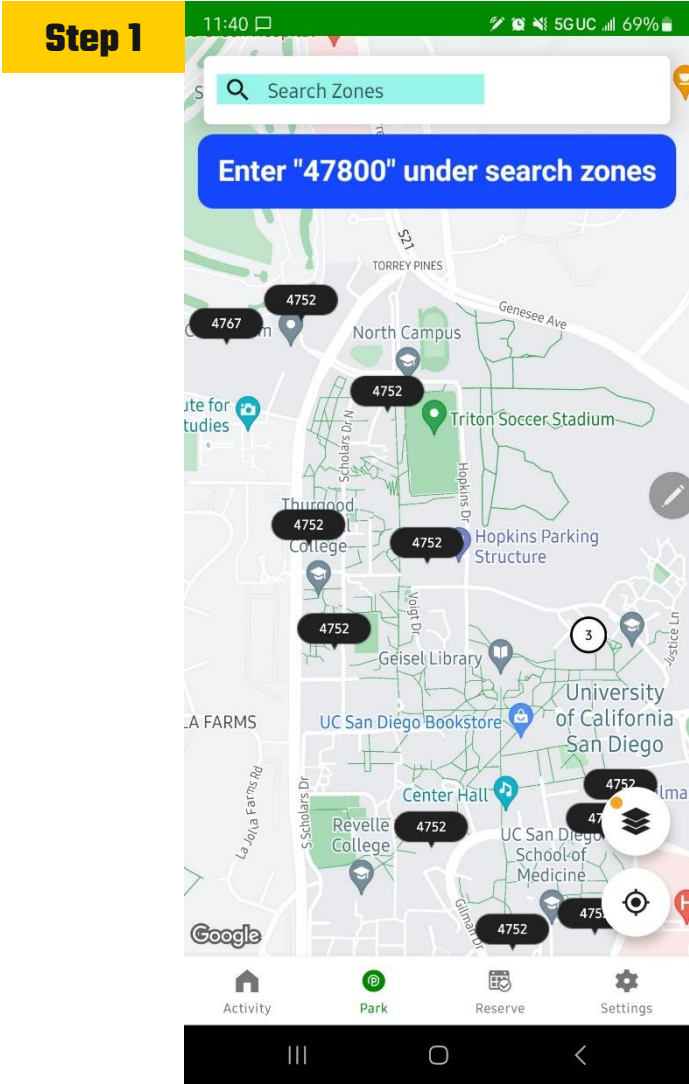 Step 1
11:40
5G UC 69%
Search Zones
Enter "47800" under search zones
S21
TORREY PINES
Genesee Ave
4752
4767
North Campus
4752
Triton Soccer Stadium
ute for
tudies
Scholars Dr N
Hopkins Dr
Thurgood
4752
College
4752
Hopkins Parking
Structure
Voigt Dr
4752
3
Justice Ln
Geisel Library
University
of California
San Diego
LA FARMS
UC San Diego Bookstore
La Jolla Farms Rd
S Scholars Dr
Center Hall
4752
ilma
47
Revelle
College
4752
UC San Diego
School of
Medicine
Gilman Dr
475
4752
H
Google
Activity
Park
Reserve
Settings